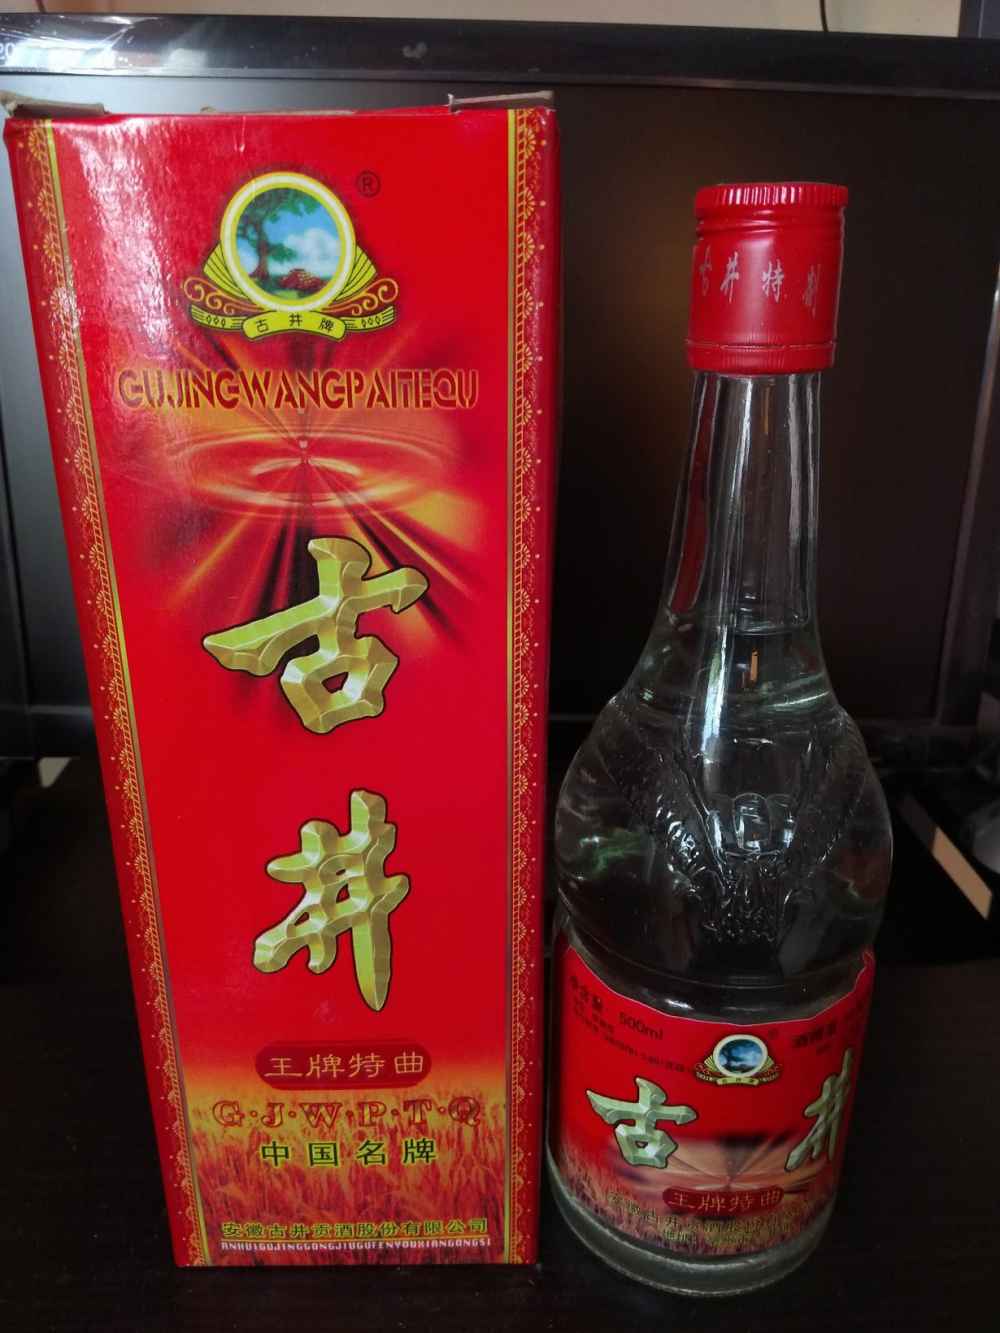 ®
古井牌
GUJINGWANGPAITEQU
古
井
王牌特曲
G·J·W·P·T·Q
中国名牌
安徽古井贡酒股份有限公司
ANHUIGUJINGGONGJIUGUFENYOUXIANGONGSI
古井特制
500ml
古井
王牌特曲